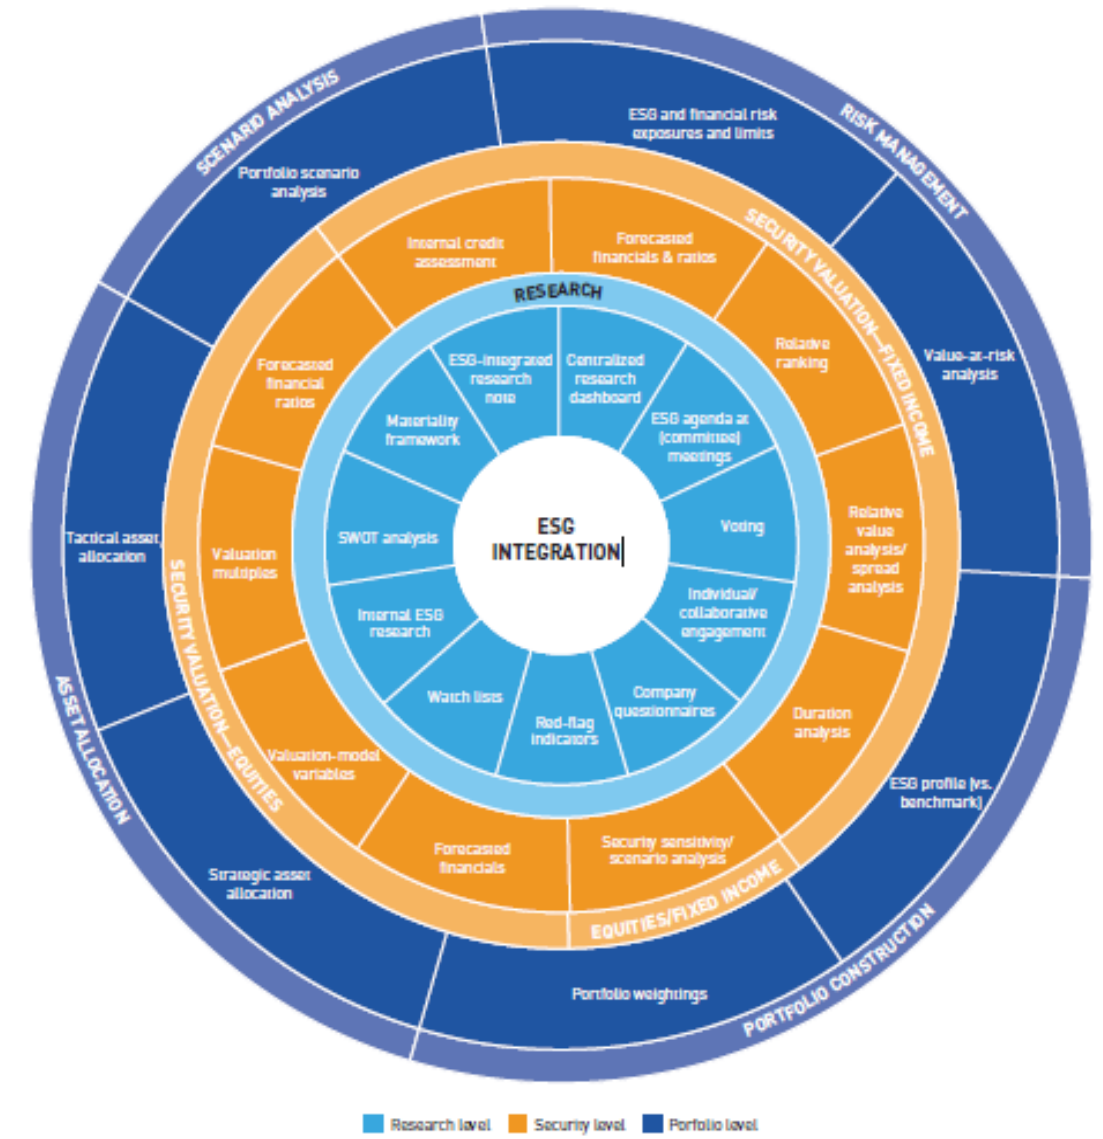 SCENARIO ANALYSIS
RISK MANAGEMENT
ESG and financial risk
exposures and limits
Portfolio scenario
analysis
Value-at-risk
analysis
Tactical asset
allocation
ASSET ALLOCATION
Strategic asset
allocation
Portfolio weightings
ESG profile (vs.
benchmark)
PORTFOLIO CONSTRUCTION
SECURITY VALUATION—FIXED INCOME
Internal credit
assessment
Forecasted
financials & ratios
Relative
ranking
Relative
value
analysis/
spread
analysis
Duration
analysis
EQUITIES/FIXED INCOME
Security sensitivity/
scenario analysis
SECURITY VALUATION—EQUITIES
Forecasted
financial
ratios
Valuation
multiples
Valuation-model
variables
Forecasted
financials
RESEARCH
ESG-integrated
research
note
Centralized
research
dashboard
ESG agenda at
(committee)
meetings
Voting
Individual/
collaborative
engagement
Company
questionnaires
Red-flag
indicators
Watch lists
Internal ESG
research
SWOT analysis
Materiality
framework
ESG
INTEGRATION
Research level
Security level
Porfolio level